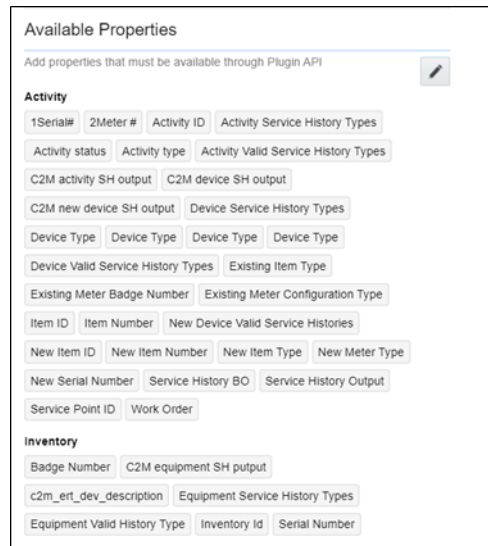 Available Properties
Add properties that must be available through Plugin API
Activity
1Serial# 2Meter # Activity ID Activity Service History Types
Activity status Activity type Activity Valid Service History Types
C2M activity SH output C2M device SH output
C2M new device SH output Device Service History Types
Device Type Device Type Device Type Device Type
Device Valid Service History Types Existing Item Type
Existing Meter Badge Number Existing Meter Configuration Type
Item ID Item Number New Device Valid Service Histories
New Item ID New Item Number New Item Type New Meter Type
New Serial Number Service History BO Service History Output
Service Point ID Work Order
Inventory
Badge Number C2M equipment SH putput
c2m_ert_dev_description Equipment Service History Types
Equipment Valid History Type Inventory Id Serial Number